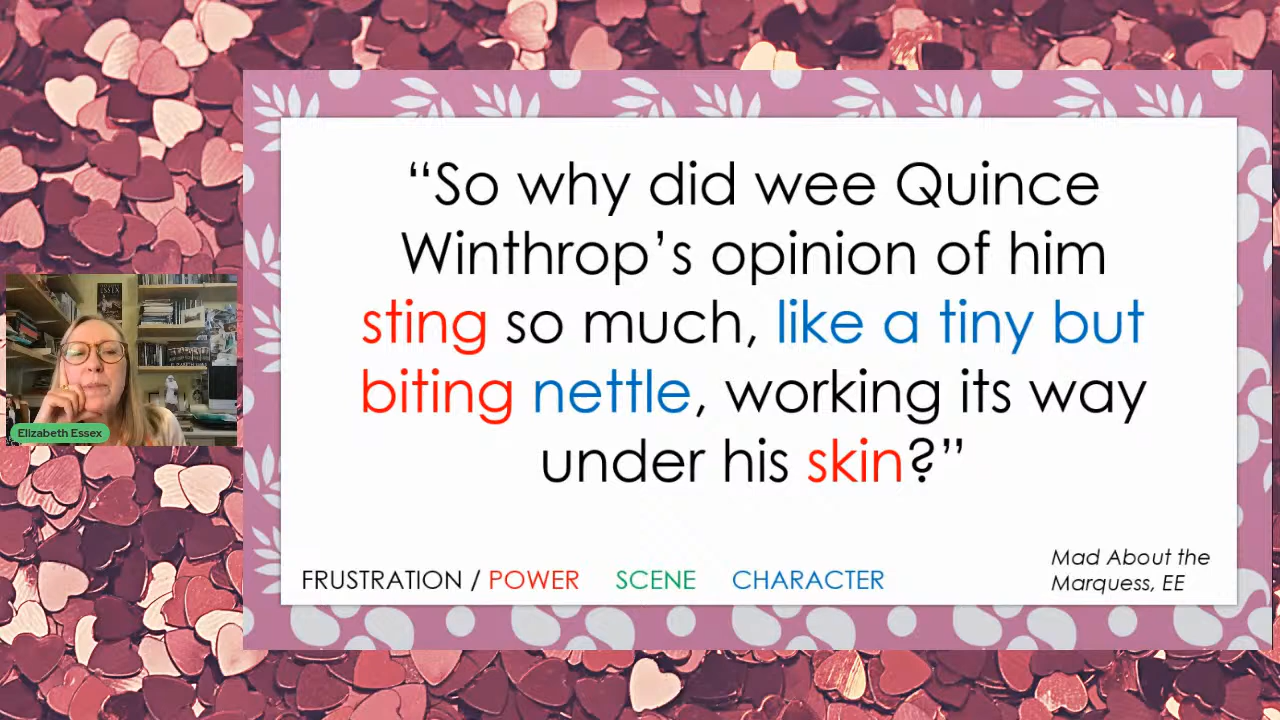 “So why did wee Quince
Winthrop’s opinion of him
sting so much, like a tiny but
biting nettle, working its way
under his skin?”
FRUSTRATION / POWER SCENE CHARACTER
Mad About the
Marquess, EE
Elizabeth Essex